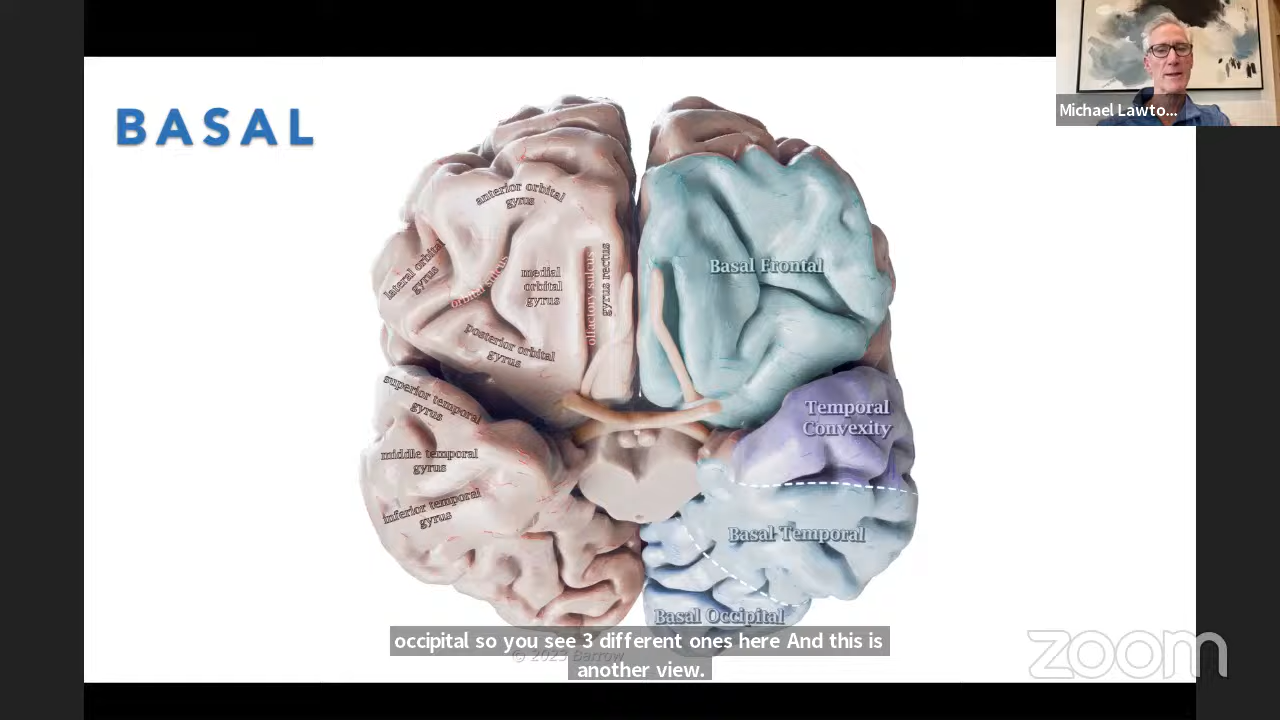 BASAL
Michael Lawto...
anterior orbital
gyrus
lateral orbital
gyrus
orbital sulcus
medial
orbital
gyrus
olfactory sulcus
gyrus rectus
posterior orbital
gyrus
superior temporal
gyrus
middle temporal
gyrus
inferior temporal
gyrus
Basal Frontal
Temporal
Convexity
Basal Temporal
Basal Occipital
occipital so you see 3 different ones here And this is
another view.
© 2023 Barrow
zoom